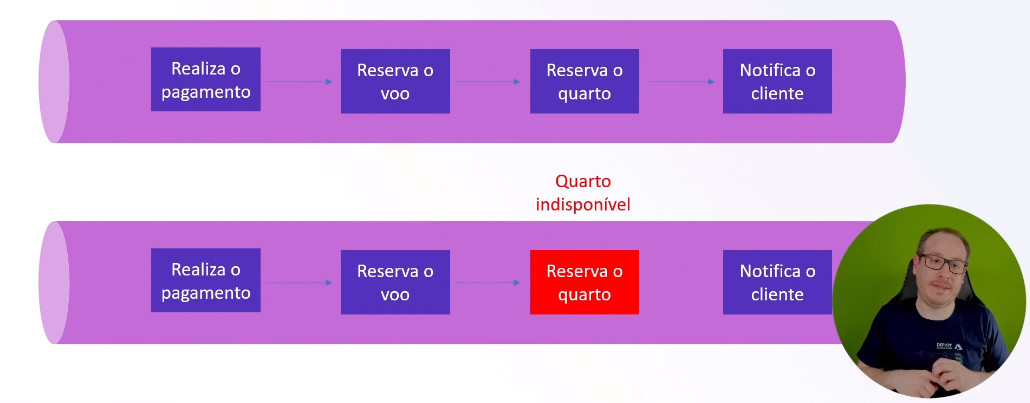 Realiza o
pagamento
Reserva o
voo
Reserva o
quarto
Notifica o
cliente
Quarto
indisponível
Realiza o
pagamento
Reserva o
voo
Reserva o
quarto
Notifica o
cliente